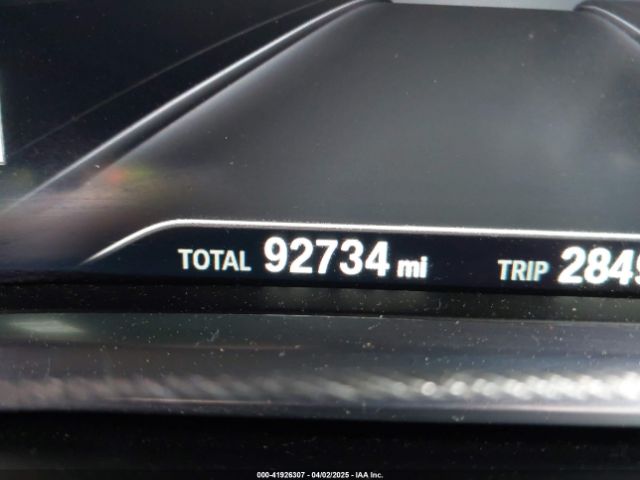 TOTAL 92734 mi TRIP 2849
000-41926307 - 04/02/2025 - © IAA Inc.